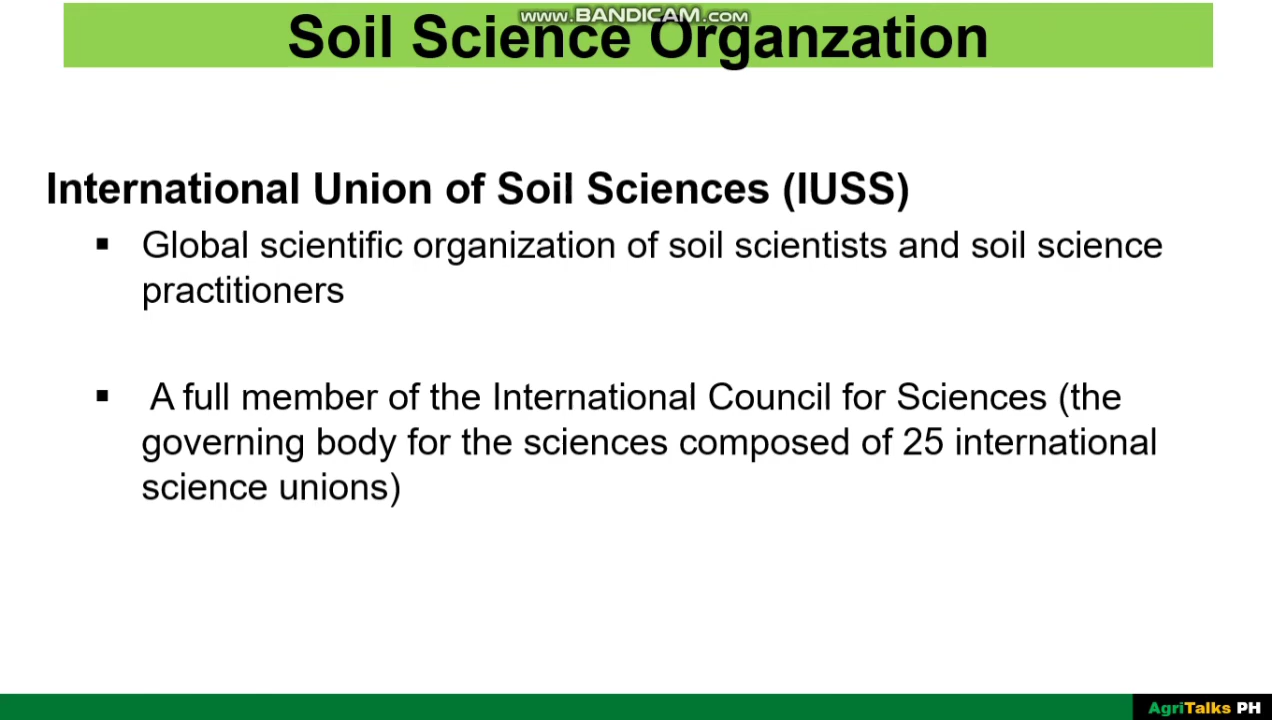 www.BANDICAM.com
Soil Science Organzation
International Union of Soil Sciences (IUSS)
▪ Global scientific organization of soil scientists and soil science
practitioners
▪ A full member of the International Council for Sciences (the
governing body for the sciences composed of 25 international
science unions)
AgriTalks PH